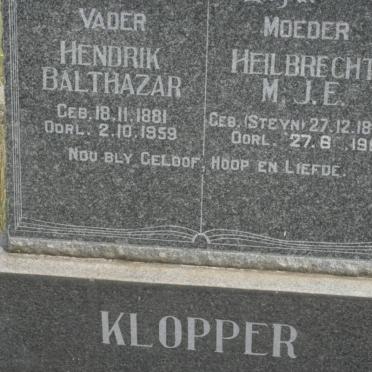 VADER
HENDRIK
BALTHAZAR
GEB. 18.11.1881
OORL. 2.10.1959
MOEDER
HEILBRECHT
M. J. E.
GEB. (STEYN) 27.12.18
OORL. 27.8.19
NOU BLY GELOOF, HOOP EN LIEFDE.
KLOPPER